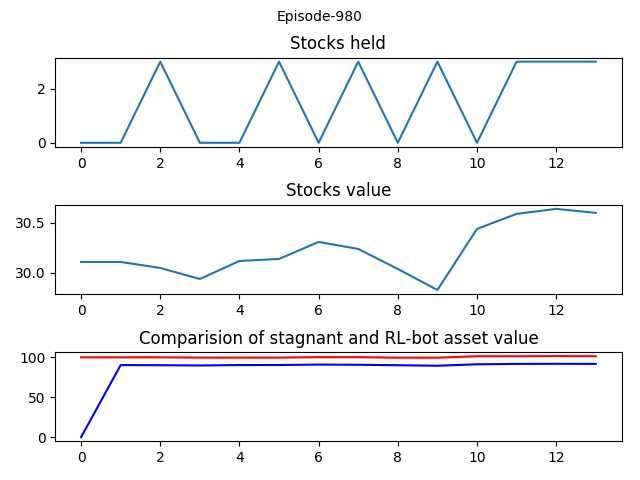 Episode-980
Stocks held
2
0
0 2 4 6 8 10 12
Stocks value
30.5
30.0
0 2 4 6 8 10 12
Comparision of stagnant and RL-bot asset value
100
50
0
0 2 4 6 8 10 12